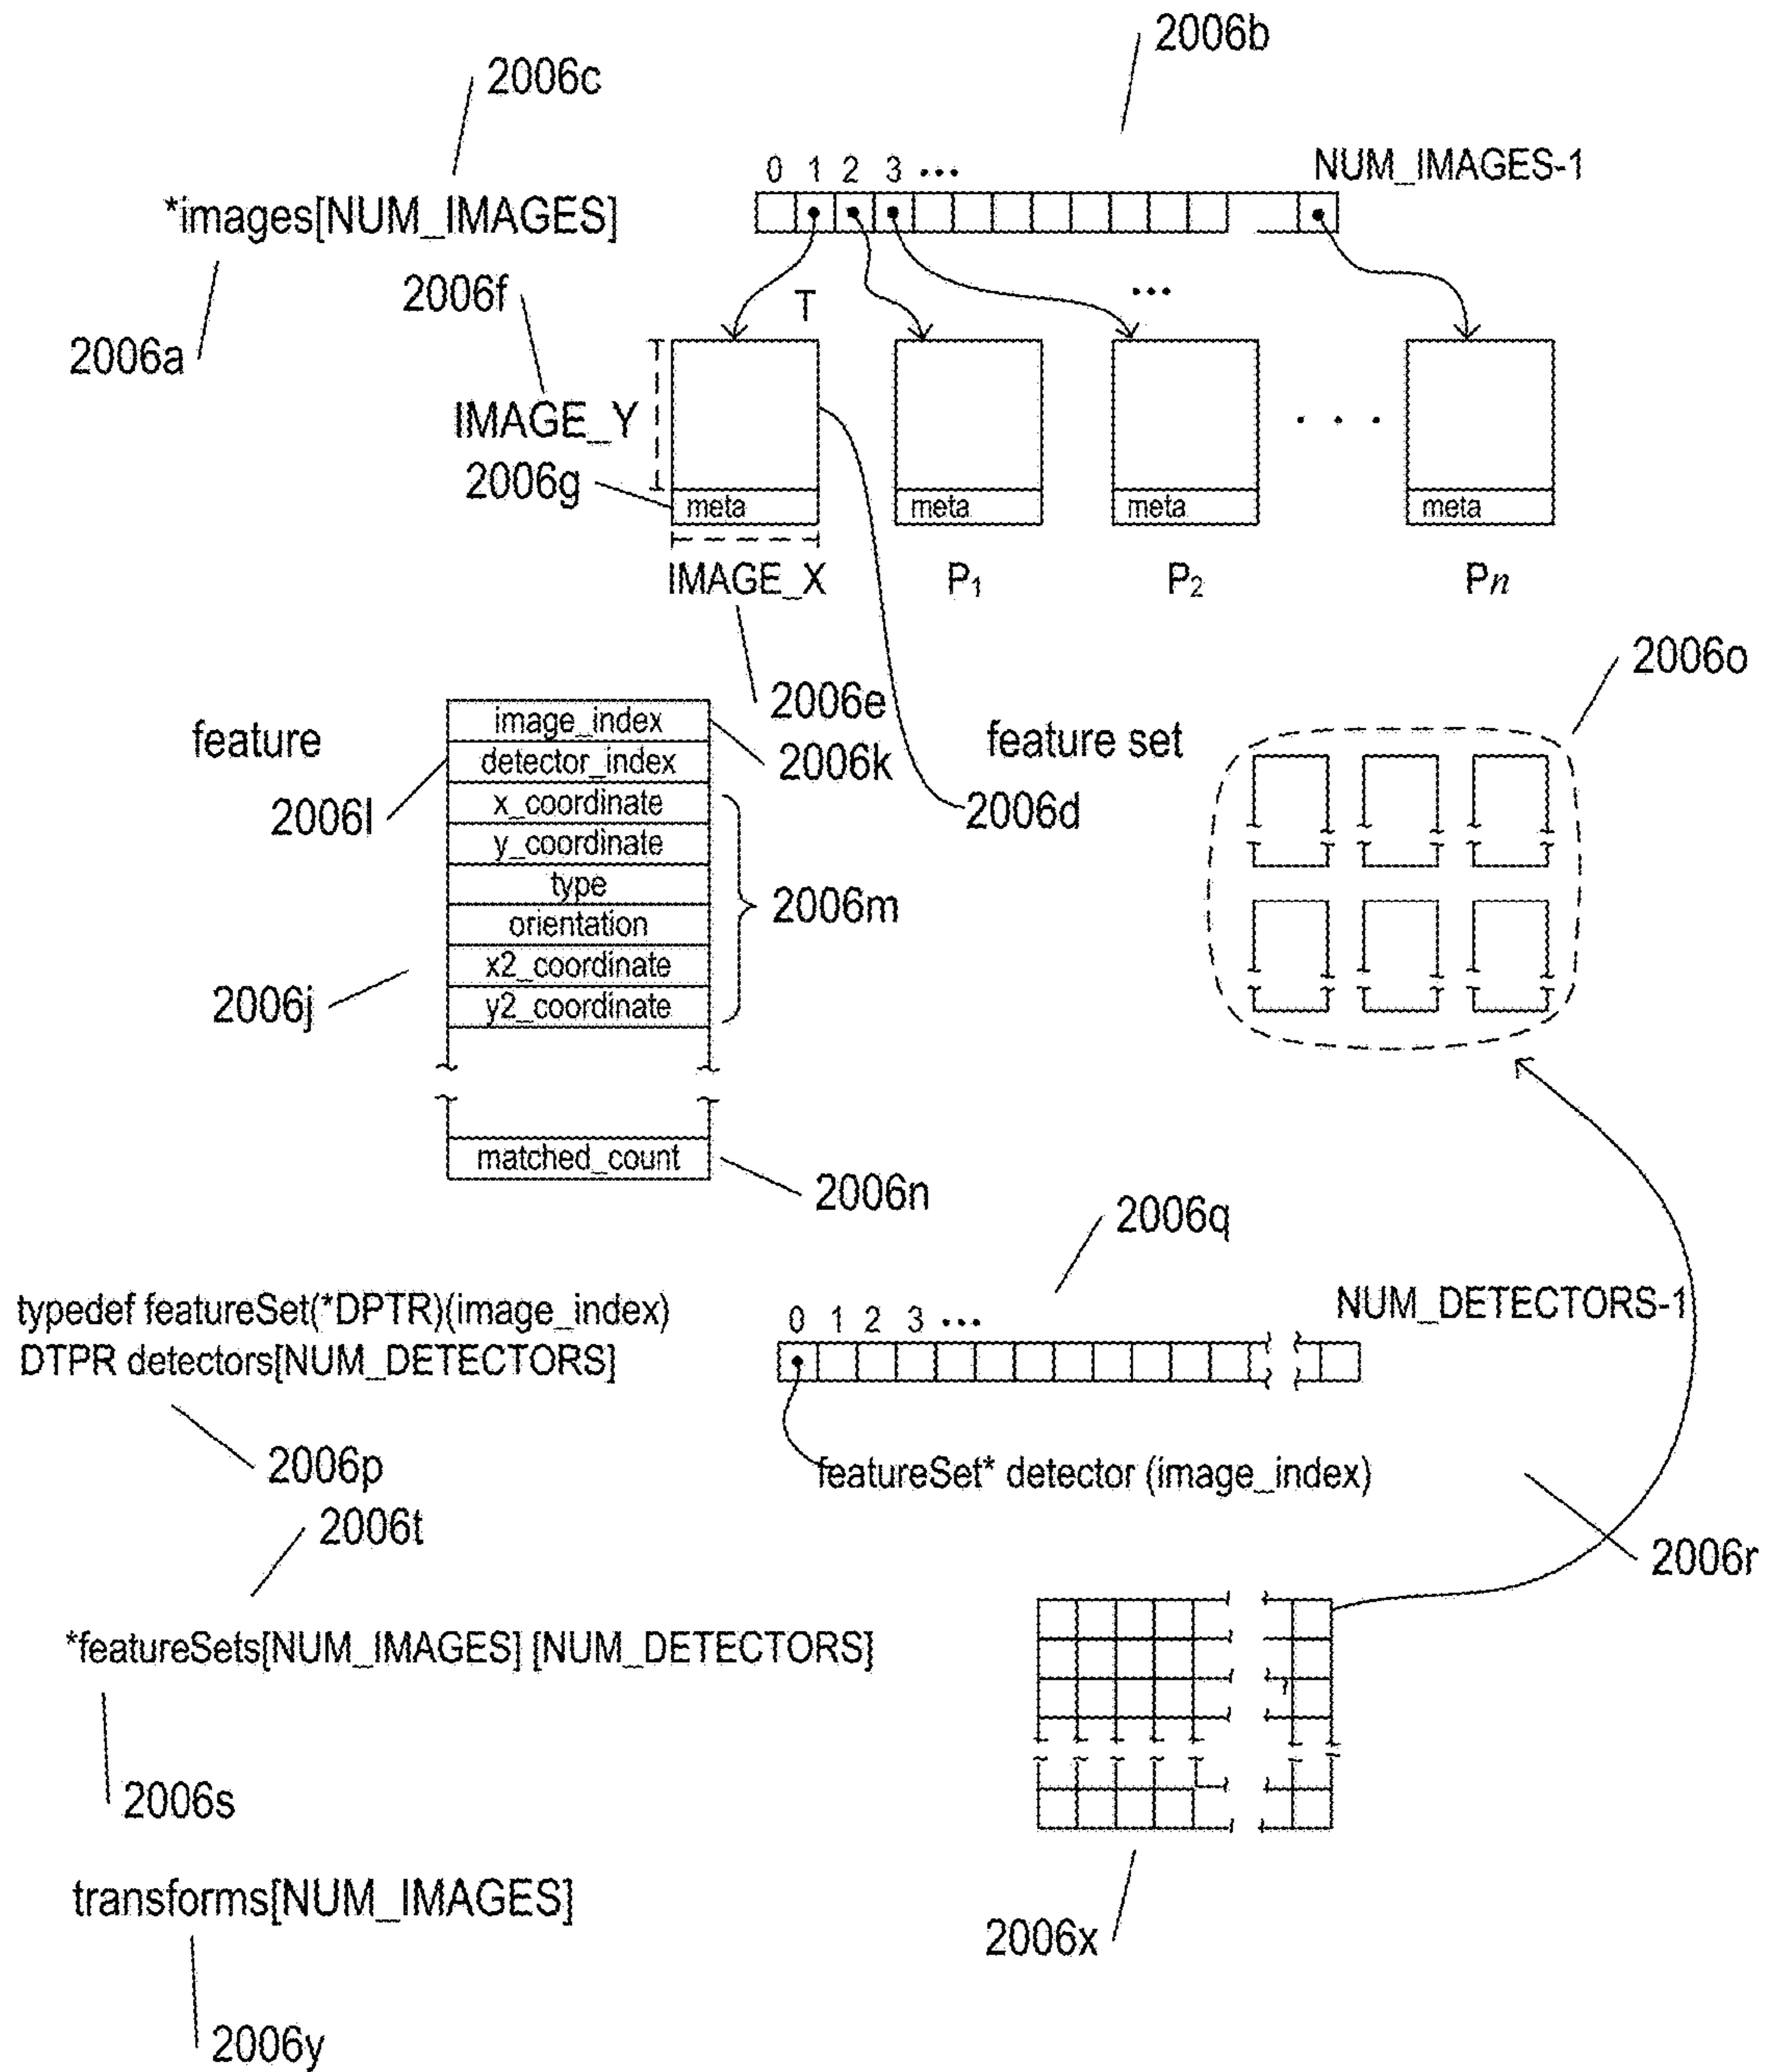 2006b
2006c
0 1 2 3 ••• NUM_IMAGES-1
*images[NUM_IMAGES]
2006f T •••
2006a
IMAGE_Y . . .
2006g meta meta meta meta
IMAGE_X P₁ P₂ Pn
2006o
2006e
feature image_index feature set
2006k
detector_index
2006l x_coordinate 2006d
y_coordinate
type
2006m
orientation
x2_coordinate
2006j y2_coordinate
matched_count
2006n
2006q
typedef featureSet(*DPTR)(image_index) NUM_DETECTORS-1
0 1 2 3 •••
DTPR detectors[NUM_DETECTORS]
2006p featureSet* detector (image_index)
2006t
2006r
*featureSets[NUM_IMAGES] [NUM_DETECTORS]
2006s
transforms[NUM_IMAGES]
2006x
2006y